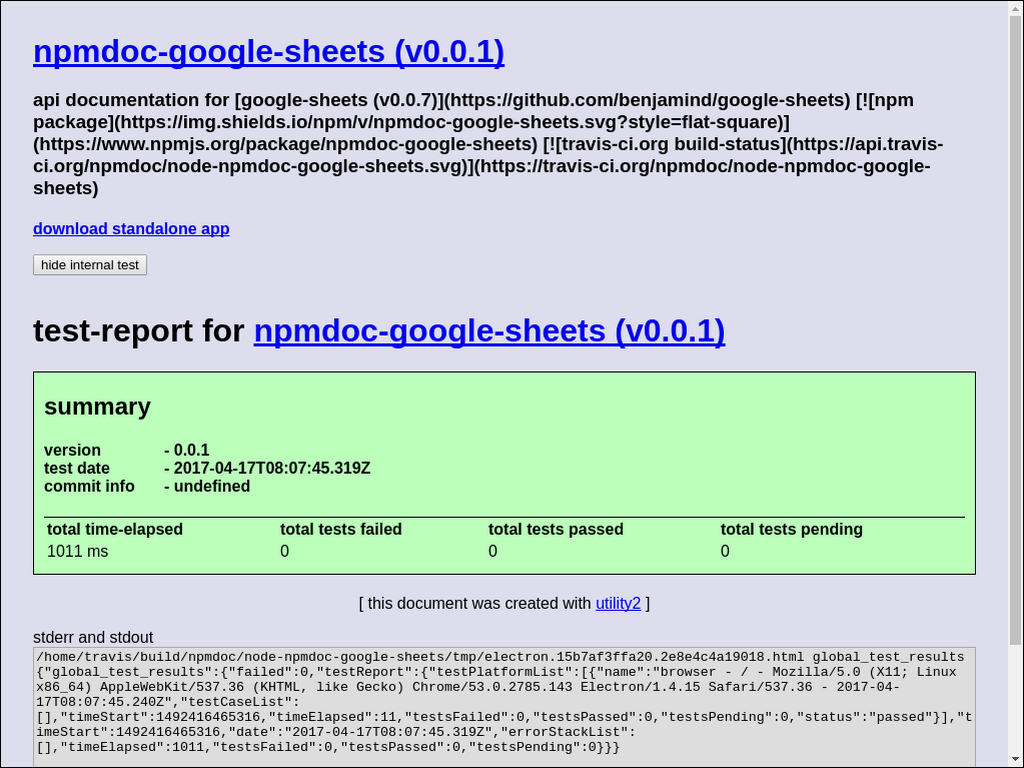 npmdoc-google-sheets (v0.0.1)
api documentation for [google-sheets (v0.0.7)](https://github.com/benjamind/google-sheets) [![npm
package](https://img.shields.io/npm/v/npmdoc-google-sheets.svg?style=flat-square)]
(https://www.npmjs.org/package/npmdoc-google-sheets) [![travis-ci.org build-status](https://api.travis-
ci.org/npmdoc/node-npmdoc-google-sheets.svg)](https://travis-ci.org/npmdoc/node-npmdoc-google-
sheets)
download standalone app
hide internal test
test-report for npmdoc-google-sheets (v0.0.1)
summary
version - 0.0.1
test date - 2017-04-17T08:07:45.319Z
commit info - undefined
total time-elapsed total tests failed total tests passed total tests pending
1011 ms 0 0 0
[ this document was created with utility2 ]
stderr and stdout
/home/travis/build/npmdoc/node-npmdoc-google-sheets/tmp/electron.15b7af3ffa20.2e8e4c4a19018.html global_test_results
{"global_test_results":{"failed":0,"testReport":{"testPlatformList":[{"name":"browser - / - Mozilla/5.0 (X11; Linux
x86_64) AppleWebKit/537.36 (KHTML, like Gecko) Chrome/53.0.2785.143 Electron/1.4.15 Safari/537.36 - 2017-04-
17T08:07:45.240Z","testCaseList":
[],"timeStart":1492416465316,"timeElapsed":11,"testsFailed":0,"testsPassed":0,"testsPending":0,"status":"passed"}],"t
imeStart":1492416465316,"date":"2017-04-17T08:07:45.319Z","errorStackList":
[],"timeElapsed":1011,"testsFailed":0,"testsPassed":0,"testsPending":0}}}